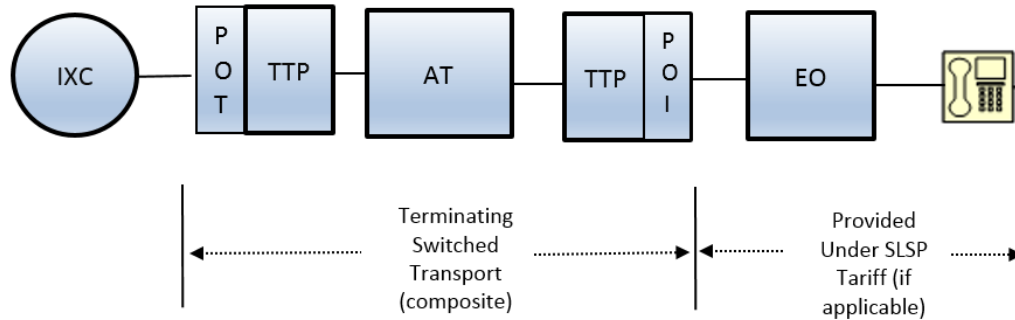 IXC
P
O
T
TTP
AT
TTP
P
O
I
EO
Terminating
Switched
Transport
(composite)
Provided
Under SLSP
Tariff (if
applicable)